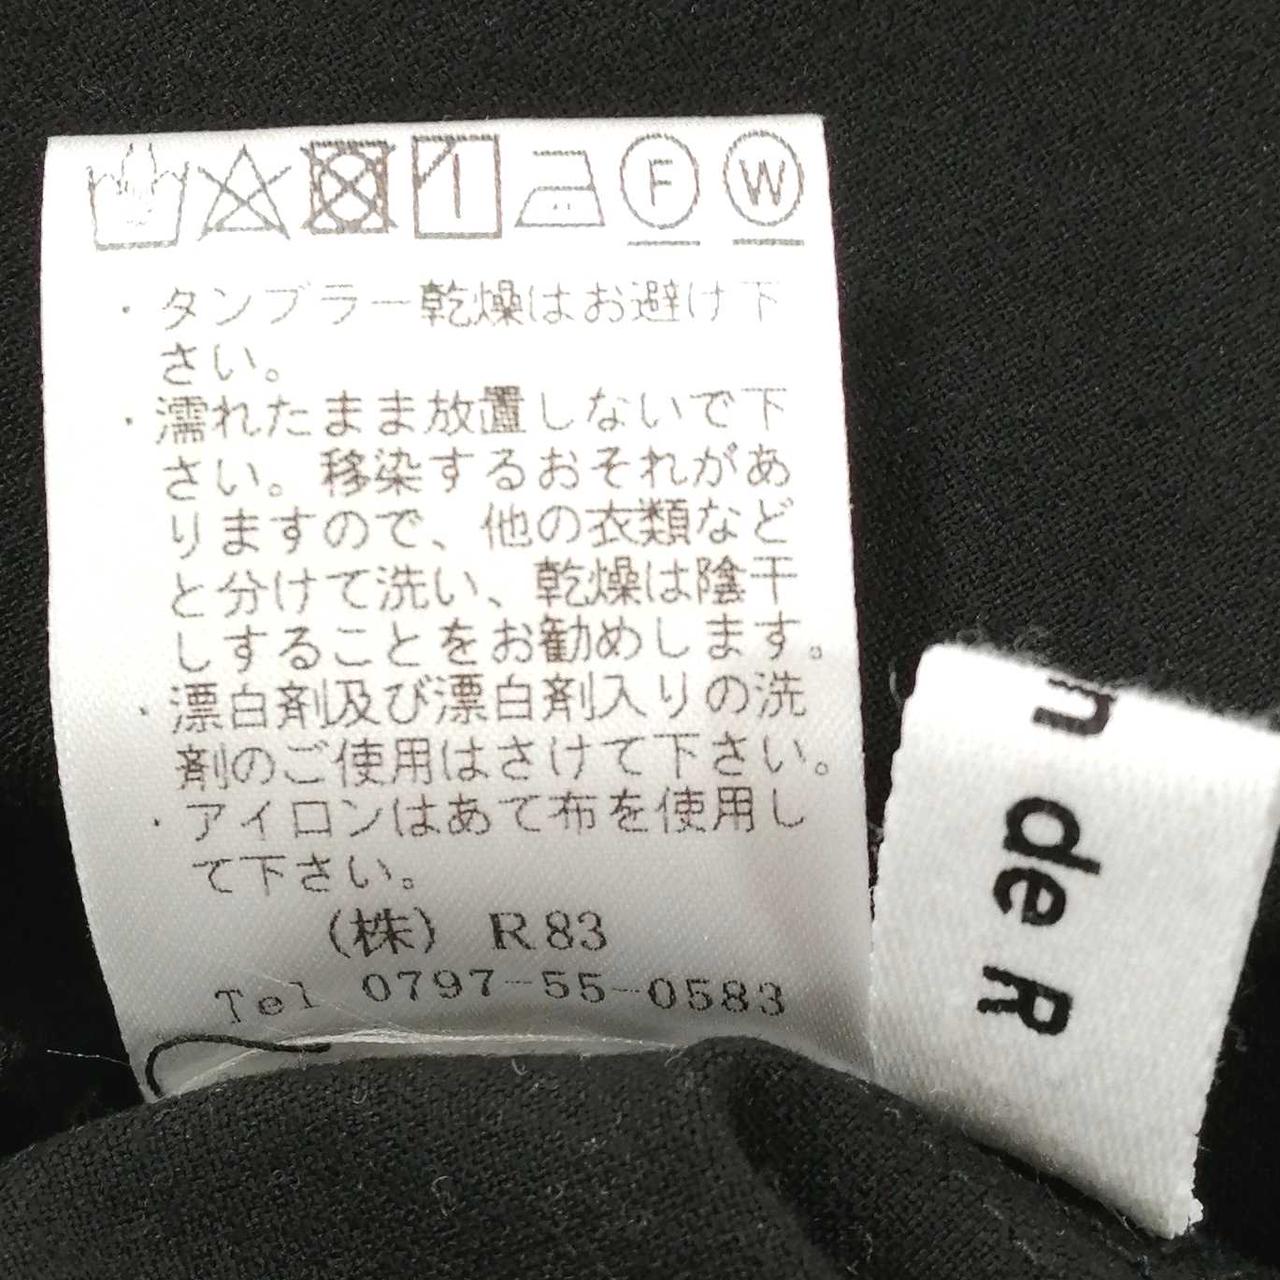 F W
・タンブラー乾燥はお避け下
さい。
・濡れたまま放置しないで下
さい。移染するおそれがあ
りますので、他の衣類など
と分けて洗い、乾燥は陰干
しすることをお勧めします。
・漂白剤及び漂白剤入りの洗
剤のご使用はさけて下さい。
・アイロンはあて布を使用し
て下さい。
(株) R83
Tel 0797-55-0583
n de R